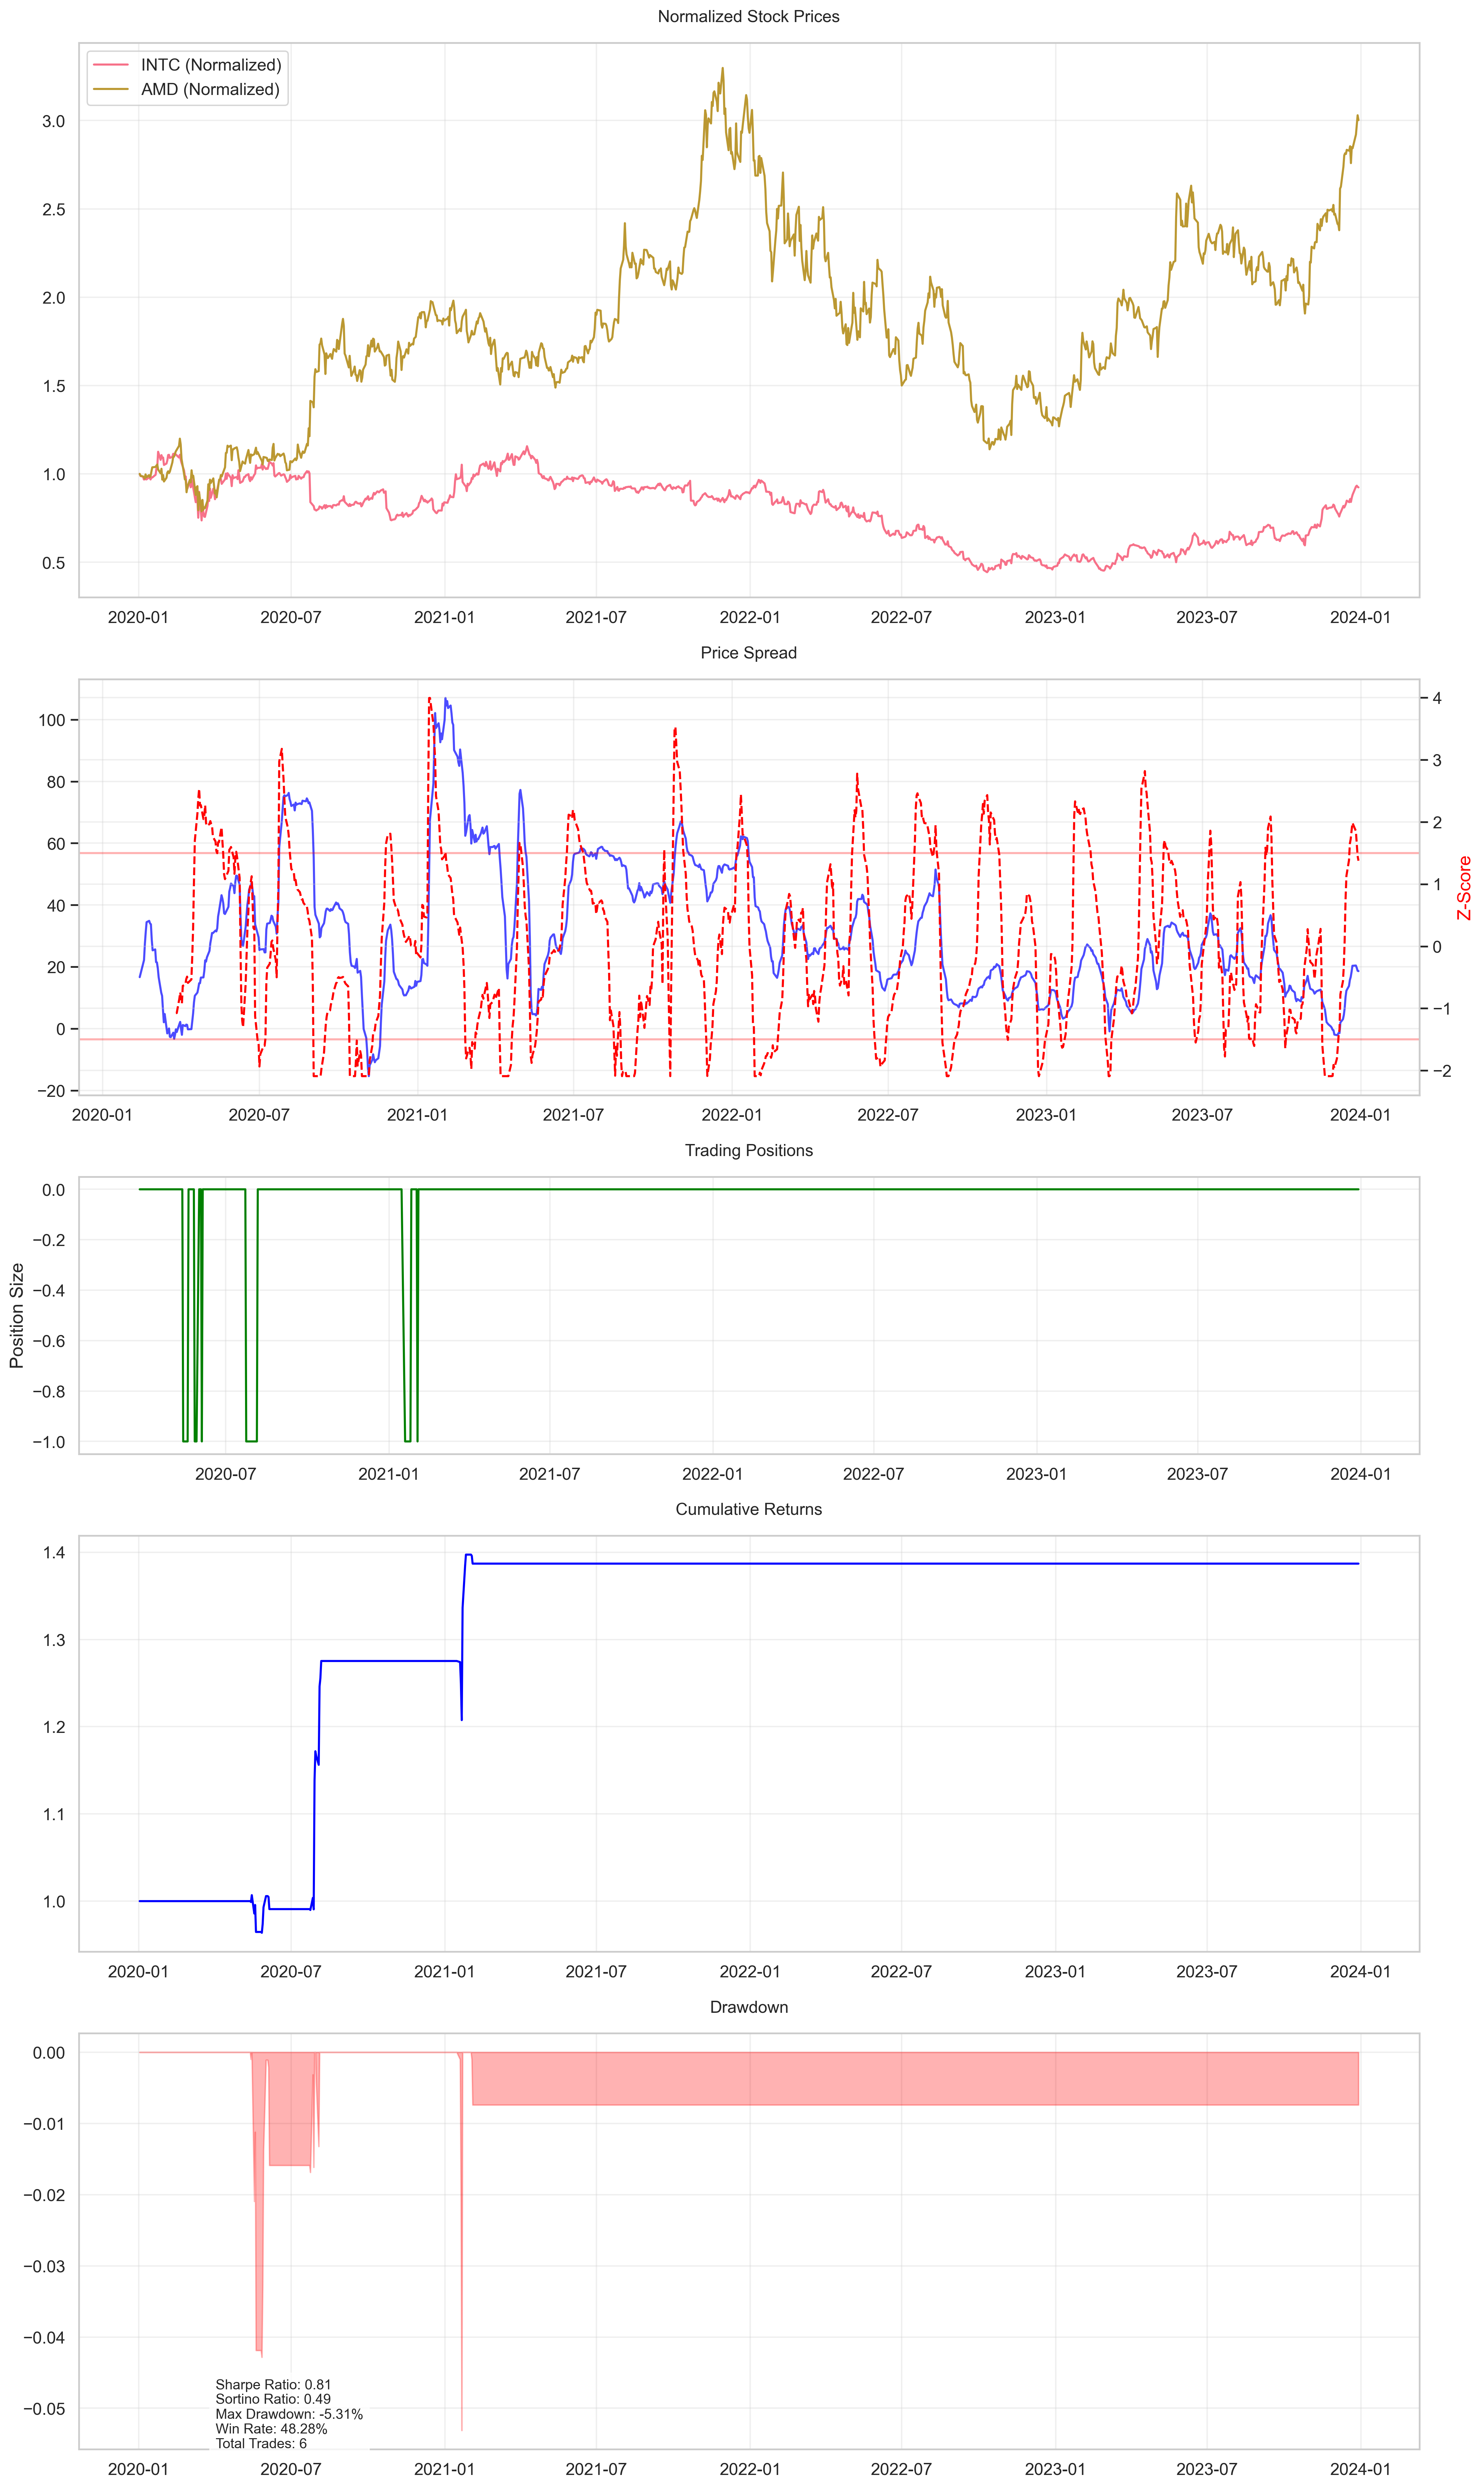 Normalized Stock Prices
INTC (Normalized)
AMD (Normalized)
3.0
2.5
2.0
1.5
1.0
0.5
2020-01 2020-07 2021-01 2021-07 2022-01 2022-07 2023-01 2023-07 2024-01
Price Spread
100
80
60
40
20
0
−20
4
3
2
1
0
−1
−2
Z-Score
2020-01 2020-07 2021-01 2021-07 2022-01 2022-07 2023-01 2023-07 2024-01
Trading Positions
Position Size
0.0
−0.2
−0.4
−0.6
−0.8
−1.0
2020-07 2021-01 2021-07 2022-01 2022-07 2023-01 2023-07 2024-01
Cumulative Returns
1.4
1.3
1.2
1.1
1.0
2020-01 2020-07 2021-01 2021-07 2022-01 2022-07 2023-01 2023-07 2024-01
Drawdown
0.00
−0.01
−0.02
−0.03
−0.04
−0.05
Sharpe Ratio: 0.81
Sortino Ratio: 0.49
Max Drawdown: -5.31%
Win Rate: 48.28%
Total Trades: 6
2020-01 2020-07 2021-01 2021-07 2022-01 2022-07 2023-01 2023-07 2024-01